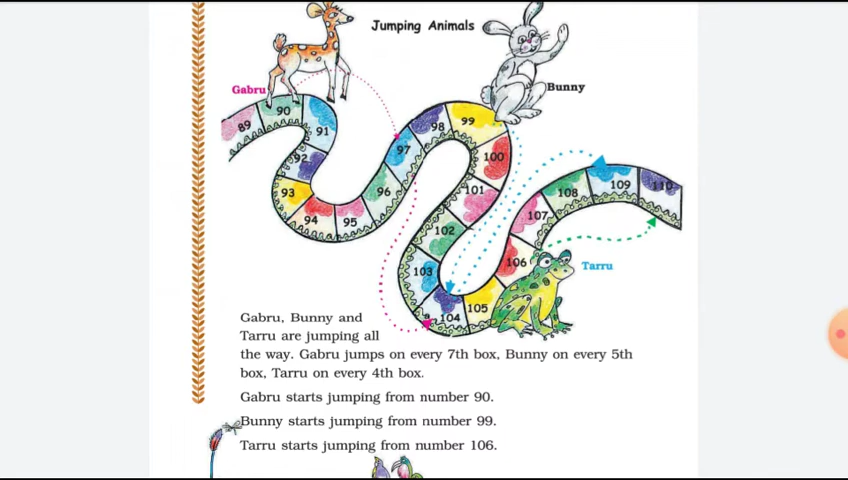 Jumping Animals
Gabru
Bunny
89
90
91
92
93
94
95
96
97
98
99
100
101
102
103
104
105
106
107
108
109
110
Tarru
Gabru, Bunny and
Tarru are jumping all
the way. Gabru jumps on every 7th box, Bunny on every 5th
box, Tarru on every 4th box.
Gabru starts jumping from number 90.
Bunny starts jumping from number 99.
Tarru starts jumping from number 106.